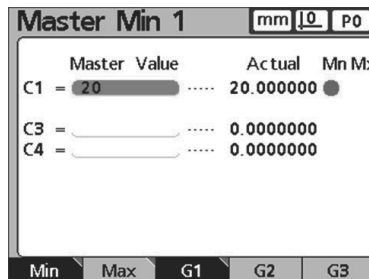 Master Min 1 mm 0 P0
Master Value Actual Mn Mx
C1 = 20 ..... 20.000000
C3 = ..... 0.0000000
C4 = ..... 0.0000000
Min Max G1 G2 G3